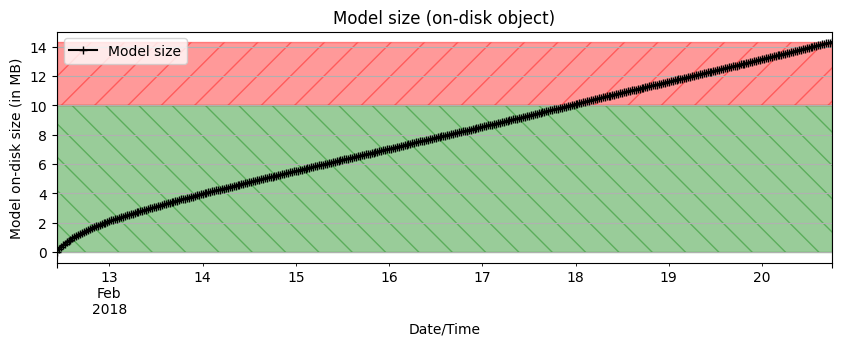 Model size (on-disk object)
Model size
Model on-disk size (in MB)
14
12
10
8
6
4
2
0
13 14 15 16 17 18 19 20
Feb
2018
Date/Time